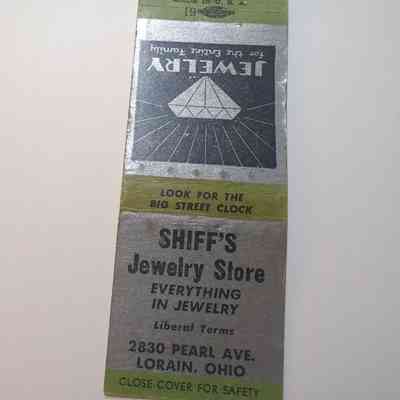 JEWELRY
for the Entire Family
LOOK FOR THE
BIG STREET CLOCK
SHIFF'S
Jewelry Store
EVERYTHING
IN JEWELRY
Liberal Terms
2830 PEARL AVE.
LORAIN, OHIO
CLOSE COVER FOR SAFETY